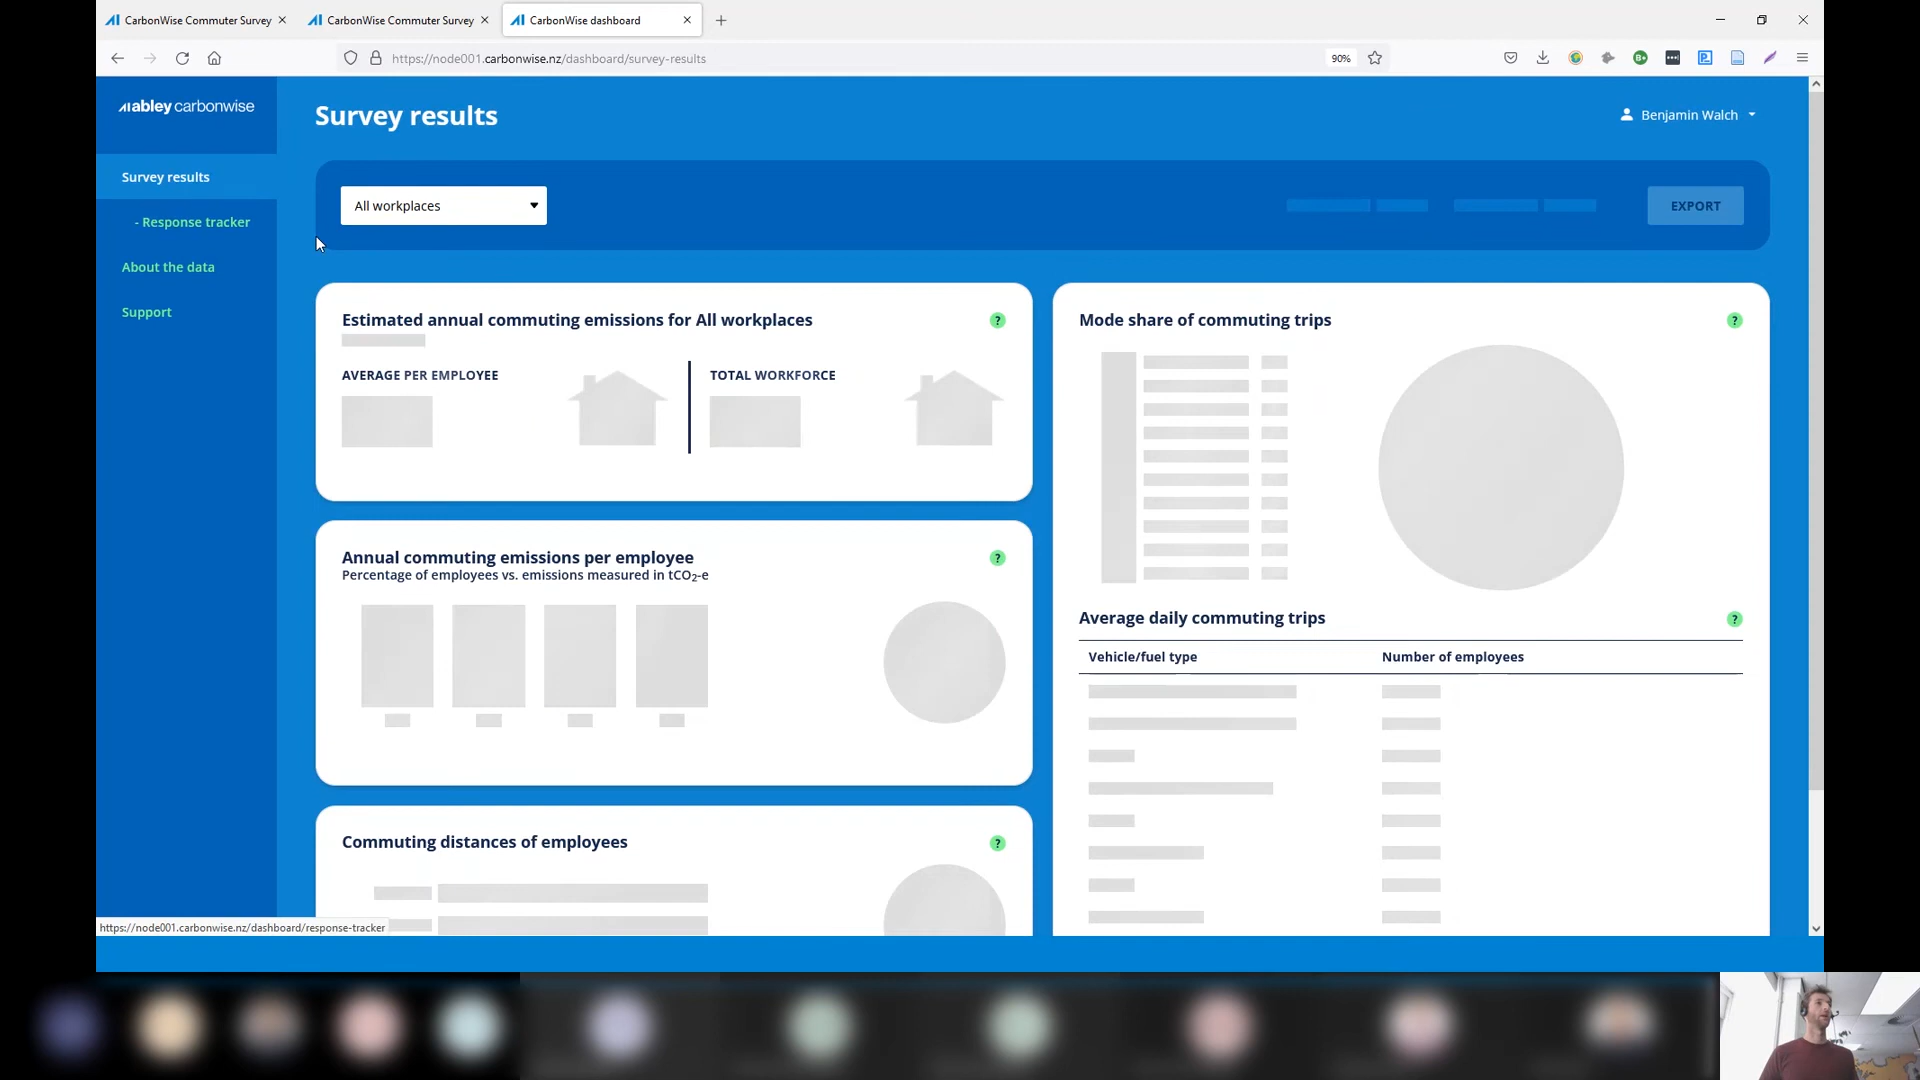 CarbonWise Commuter Survey
CarbonWise Commuter Survey
CarbonWise dashboard
https://node001.carbonwise.nz/dashboard/survey-results
90%
abley carbonwise
Survey results
- Response tracker
About the data
Support
Survey results
Benjamin Walch
All workplaces
EXPORT
Estimated annual commuting emissions for All workplaces
?
AVERAGE PER EMPLOYEE
TOTAL WORKFORCE
Annual commuting emissions per employee
?
Percentage of employees vs. emissions measured in tCO₂-e
Commuting distances of employees
?
Mode share of commuting trips
?
Average daily commuting trips
?
Vehicle/fuel type Number of employees
https://node001.carbonwise.nz/dashboard/response-tracker